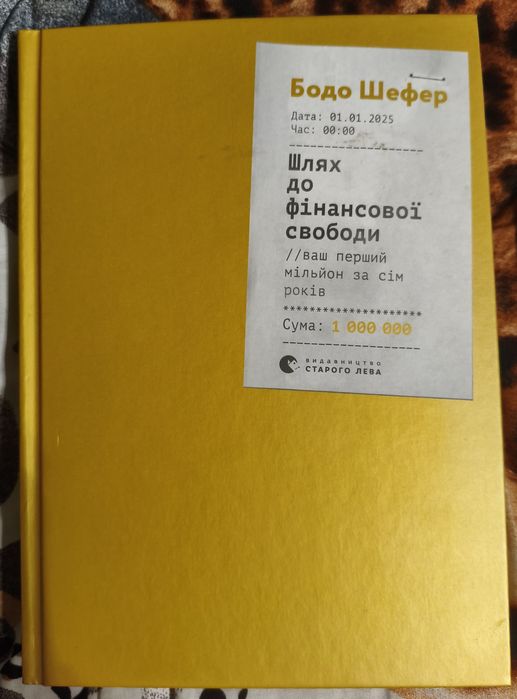 Бодо Шефер
Дата: 01.01.2025
Час: 00:00
--------------------
Шлях
до
фінансової
свободи
//ваш перший
мільйон за сім
років
*********************
Сума: 1 000 000
--------------------
видавництво
СТАРОГО ЛЕВА